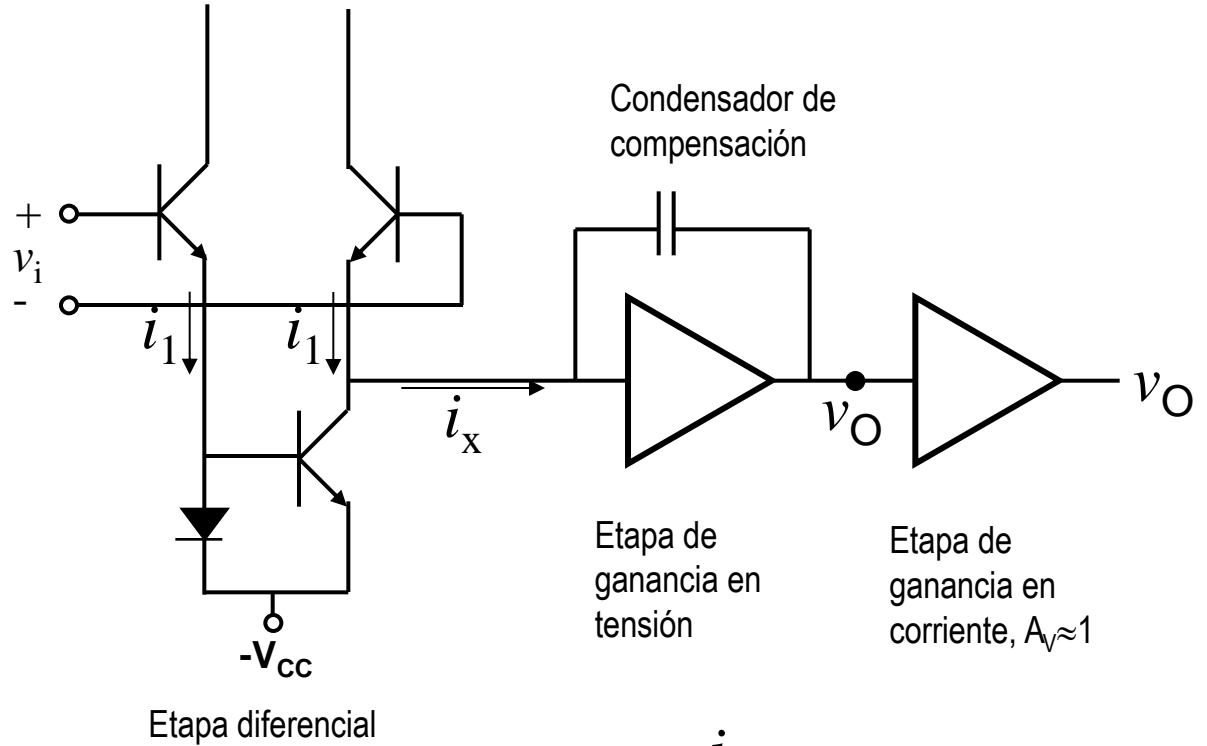 Condensador de
compensación
+
vi
-
i1
i1
ix
vO
vO
Etapa de
ganancia en
tensión
Etapa de
ganancia en
corriente, AV≈1
-VCC
Etapa diferencial
i